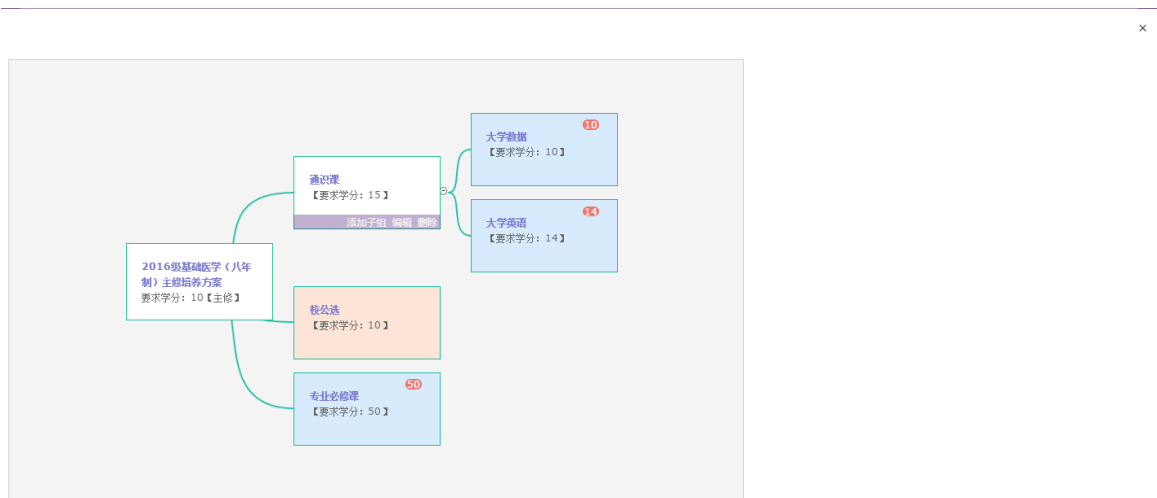 ×
2016级基础医学（八年
制）主修培养方案
要求学分: 10【主修】
通识课
【要求学分: 15】
添加子组 编辑 删除
10
大学数据
【要求学分: 10】
14
大学英语
【要求学分: 14】
校公选
【要求学分: 10】
50
专业必修课
【要求学分: 50】